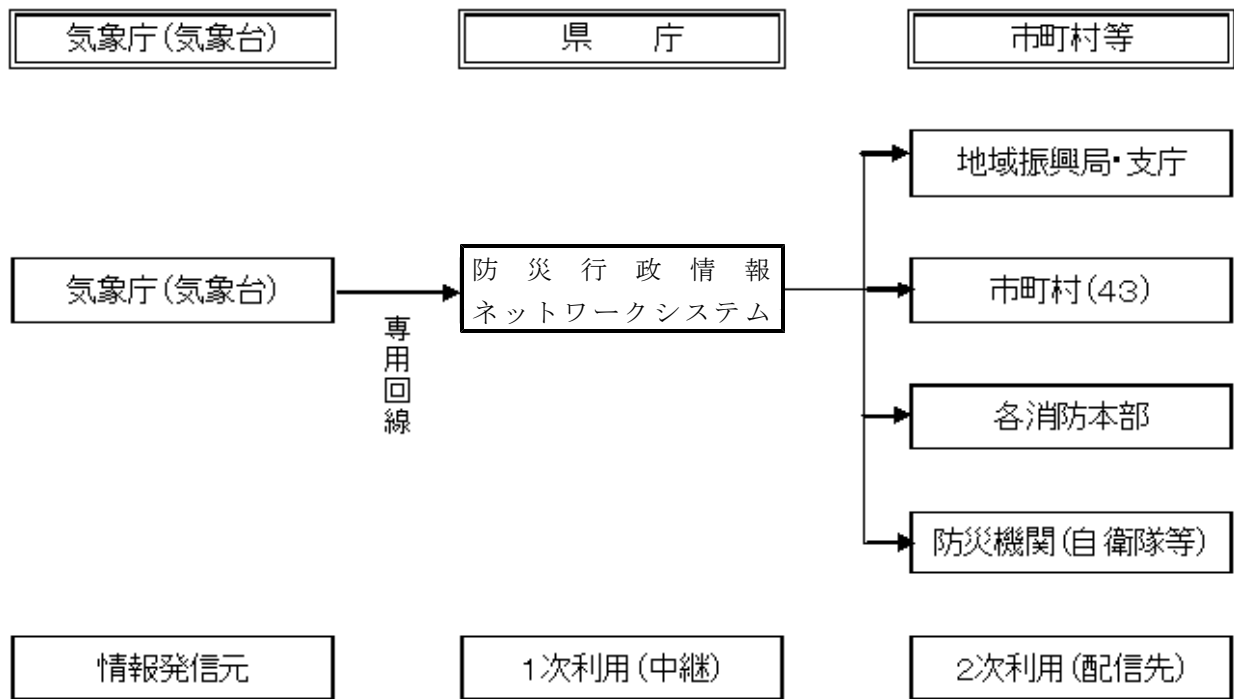 気象庁(気象台)
県 庁
市町村等
地域振興局・支庁
気象庁(気象台)
専用回線
防災行政情報
ネットワークシステム
市町村(43)
各消防本部
防災機関(自衛隊等)
情報発信元
1次利用(中継)
2次利用(配信先)